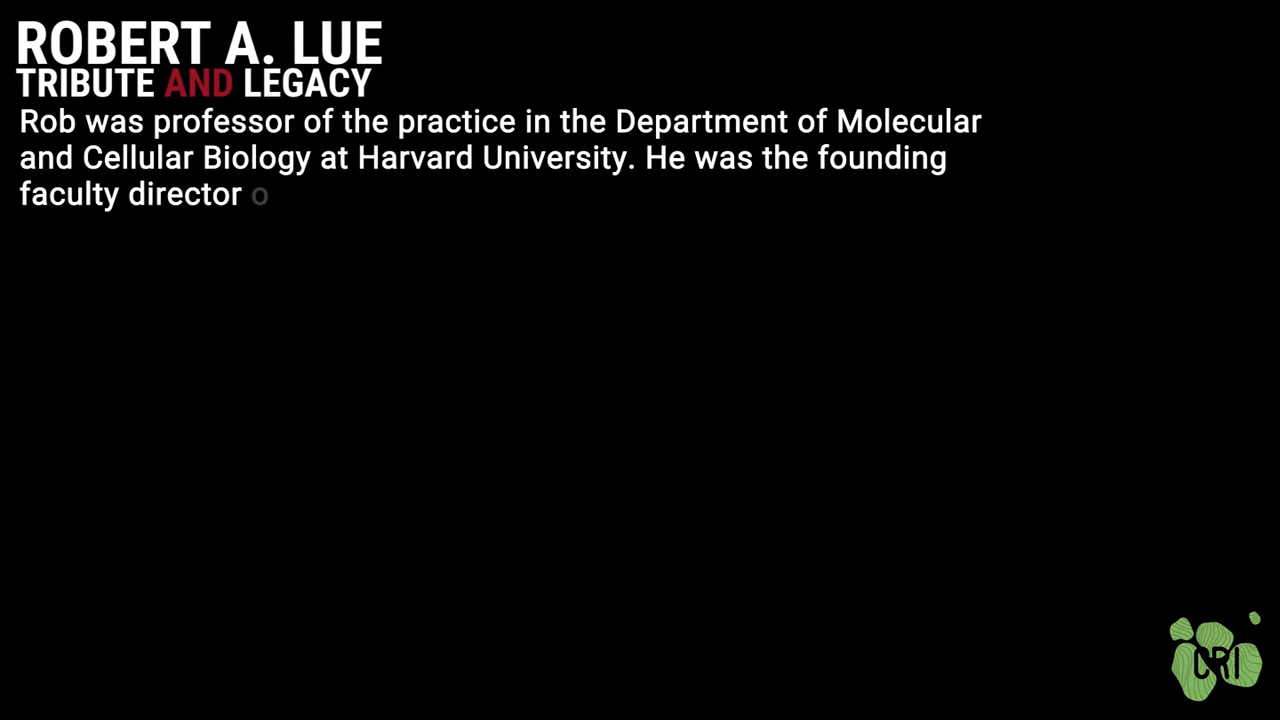 ROBERT A. LUE
TRIBUTE AND LEGACY
Rob was professor of the practice in the Department of Molecular
and Cellular Biology at Harvard University. He was the founding
faculty director o
CRI